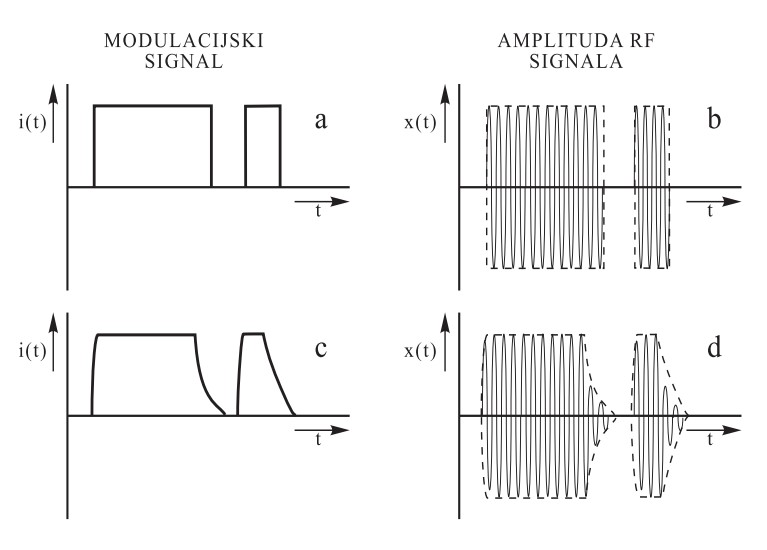 MODULACIJSKI
SIGNAL
AMPLITUDA RF
SIGNALA
i(t)
a
t
x(t)
b
t
i(t)
c
t
x(t)
d
t